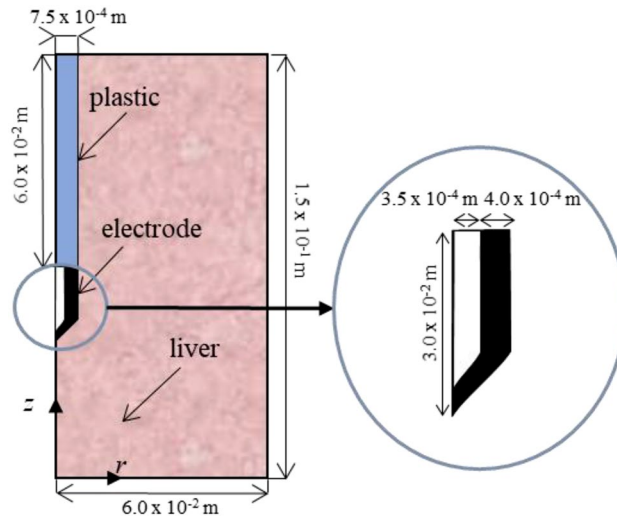 7.5 x 10⁻⁴ m
plastic
6.0 x 10⁻² m
electrode
1.5 x 10⁻¹ m
3.5 x 10⁻⁴ m 4.0 x 10⁻⁴ m
3.0 x 10⁻² m
liver
z
r
6.0 x 10⁻² m